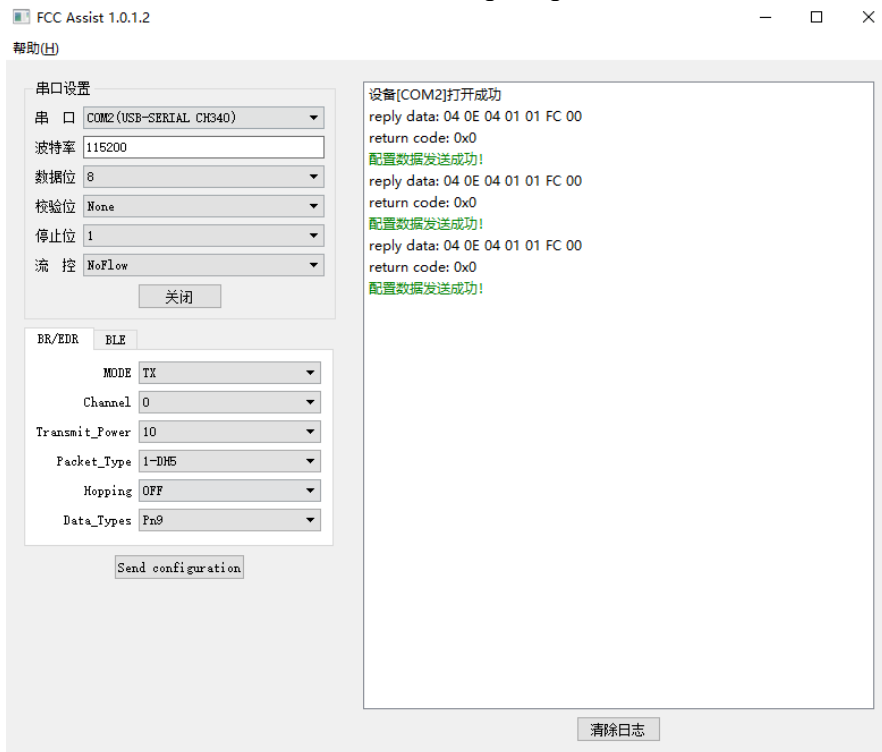 FCC Assist 1.0.1.2
帮助(H)
串口设置
串 口 COM2(USB-SERIAL CH340)
波特率 115200
数据位 8
校验位 None
停止位 1
流 控 NoFlow
关闭
BR/EDR BLE
MODE TX
Channel 0
Transmit_Power 10
Packet_Type 1-DH5
Hopping OFF
Data_Types Pn9
Send configuration
设备[COM2]打开成功
reply data: 04 0E 04 01 01 FC 00
return code: 0x0
配置数据发送成功!
reply data: 04 0E 04 01 01 FC 00
return code: 0x0
配置数据发送成功!
reply data: 04 0E 04 01 01 FC 00
return code: 0x0
配置数据发送成功!
清除日志